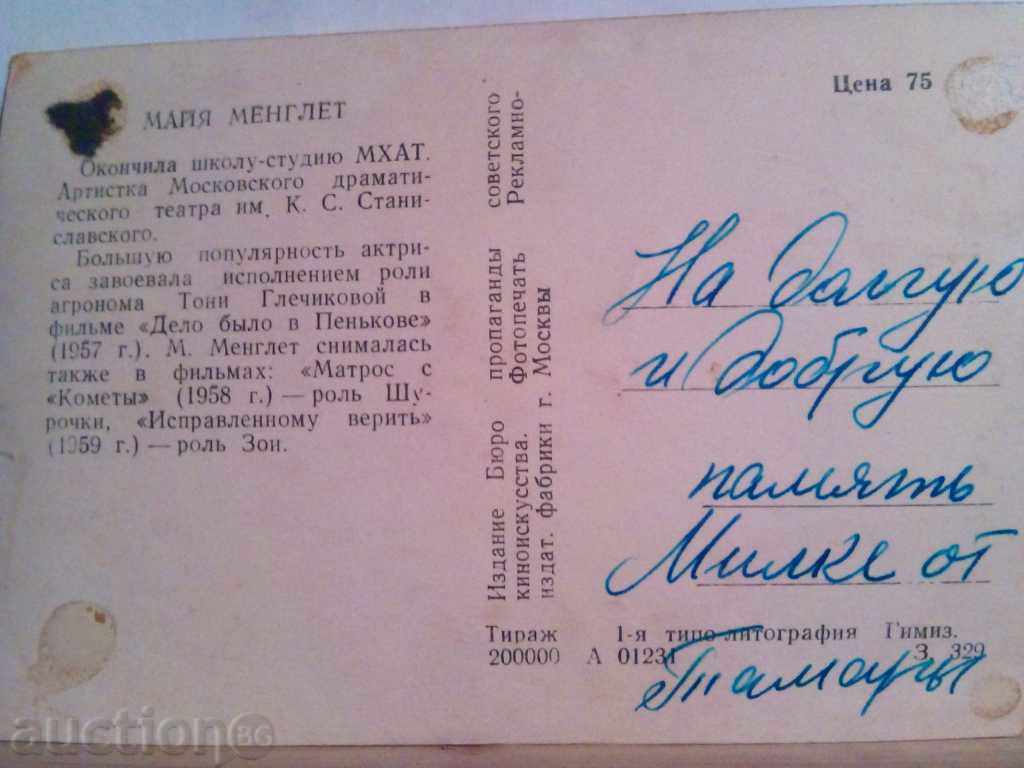 МАЙЯ МЕНГЛЕТ
Окончила школу-студию МХАТ.
Артистка Московского драмати-
ческого театра им. К. С. Стани-
славского.
Большую популярность актри-
са завоевала исполнением роли
агронома Тони Глечиковой в
фильме «Дело было в Пенькове»
(1957 г.). М. Менглет снималась
также в фильмах: «Матрос с
«Кометы» (1958 г.) — роль Шу-
рочки, «Исправленному верить»
(1959 г.) — роль Зои.
Издание Бюро пропаганды советского
киноискусства. Фотопечать Рекламно-
издат. фабрики г. Москвы
Цена 75
На долгую
и добрую
память
Милке от
Тамары
Тираж 1-я типо-литография Гимиз.
200000 А 01231 З. 329
auction BG